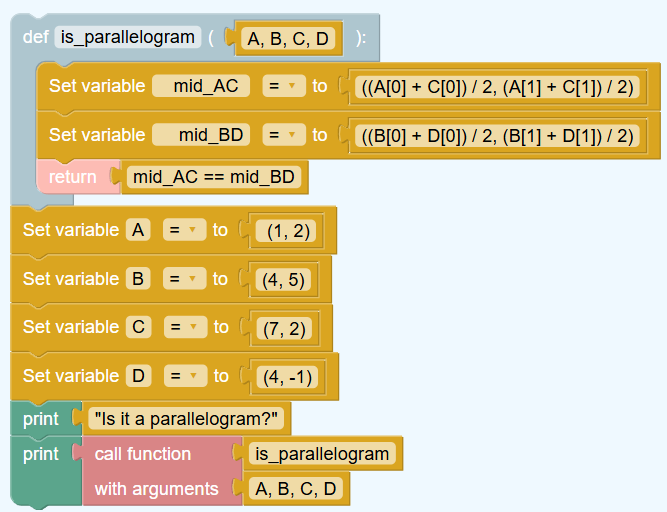 def is_parallelogram ( A, B, C, D ):
Set variable mid_AC = to ((A[0] + C[0]) / 2, (A[1] + C[1]) / 2)
Set variable mid_BD = to ((B[0] + D[0]) / 2, (B[1] + D[1]) / 2)
return mid_AC == mid_BD
Set variable A = to (1, 2)
Set variable B = to (4, 5)
Set variable C = to (7, 2)
Set variable D = to (4, -1)
print "Is it a parallelogram?"
print call function is_parallelogram
with arguments A, B, C, D